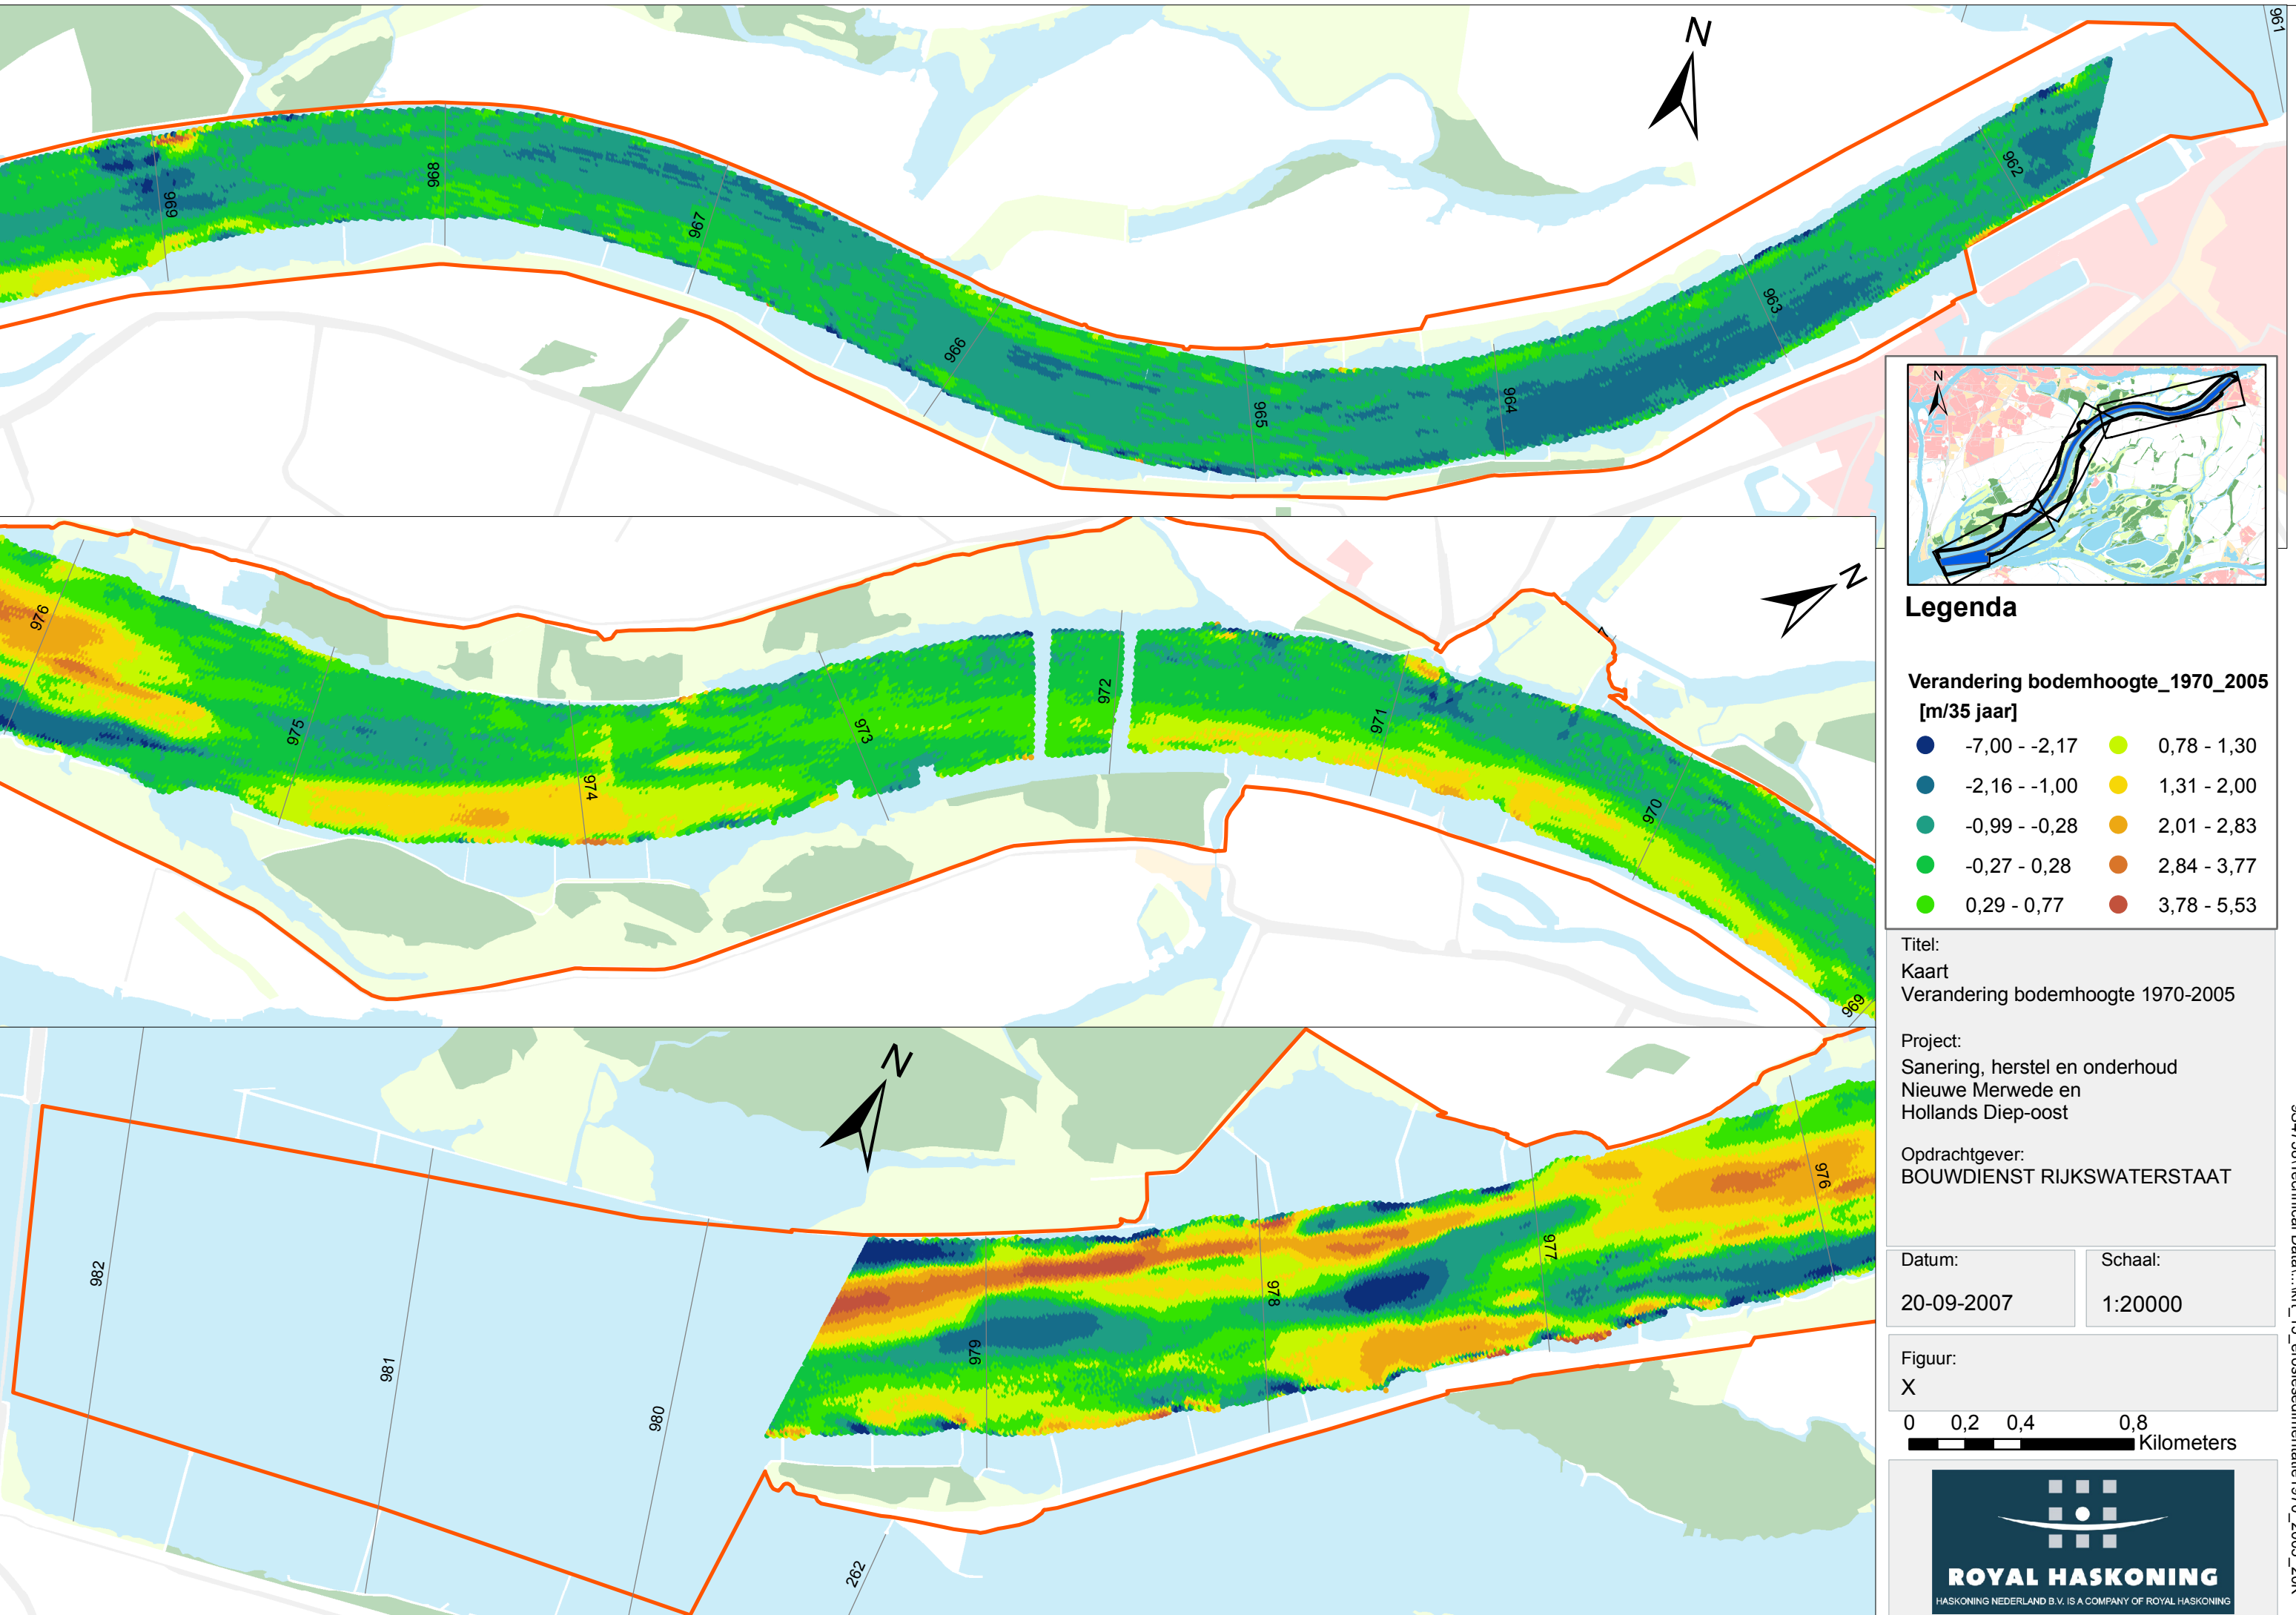 N
961
962
963
964
965
966
967
968
969
N
976
975
974
973
972
971
970
969
N
982
981
980
979
978
977
976
262
N
Legenda
Verandering bodemhoogte_1970_2005
[m/35 jaar]
-7,00 - -2,17
0,78 - 1,30
-2,16 - -1,00
1,31 - 2,00
-0,99 - -0,28
2,01 - 2,83
-0,27 - 0,28
2,84 - 3,77
0,29 - 0,77
3,78 - 5,53
Titel:
Kaart
Verandering bodemhoogte 1970-2005
Project:
Sanering, herstel en onderhoud
Nieuwe Merwede en
Hollands Diep-oost
Opdrachtgever:
BOUWDIENST RIJKSWATERSTAAT
Datum:
Schaal:
20-09-2007
1:20000
Figuur:
X
0 0,2 0,4 0,8
Kilometers
ROYAL HASKONING
HASKONING NEDERLAND B.V. IS A COMPANY OF ROYAL HASKONING